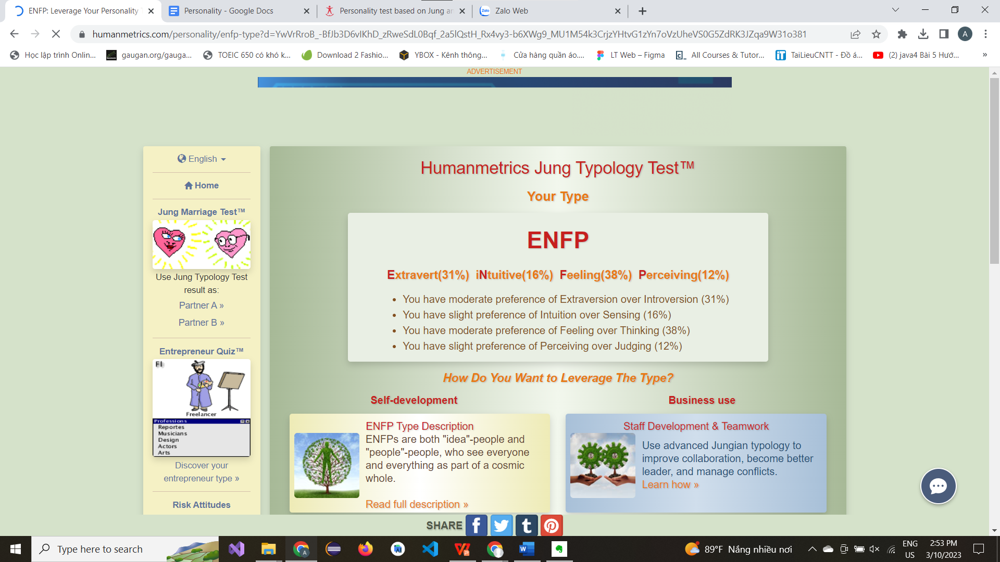 ENFP: Leverage Your Personality
Personality - Google Docs
Personality test based on Jung an
Zalo
Zalo Web
humanmetrics.com/personality/enfp-type?d=YwVrRroB_-BfJb3D6vIKhD_zRweSdL0Bqf_2a5lQstH_Rx4vy3-b6XWg9_MU1M54k3CrjzYHtvG1zYn7oVzUheVS0G5ZdRK3JZqa9W31o381
A
Học lập trình Onlin...
gaugan.org/gauga...
TOEIC 650 có khó k...
Download 2 Fashio...
YBOX - Kênh thông...
Cửa hàng quần áo....
LT Web – Figma
All Courses & Tutor...
TaiLieuCNTT - Đồ á...
(2) java4 Bài 5 Hướ...
»
ADVERTISEMENT
English
Home
Jung Marriage Test™
Use Jung Typology Test
result as:
Partner A »
Partner B »
Entrepreneur Quiz™
FI
Freelancer
Professions
Reportes
Musicians
Design
Actors
Arts
Discover your
entrepreneur type »
Risk Attitudes
Humanmetrics Jung Typology Test™
Your Type
ENFP
Extravert(31%) iNtuitive(16%) Feeling(38%) Perceiving(12%)
• You have moderate preference of Extraversion over Introversion (31%)
• You have slight preference of Intuition over Sensing (16%)
• You have moderate preference of Feeling over Thinking (38%)
• You have slight preference of Perceiving over Judging (12%)
How Do You Want to Leverage The Type?
Self-development
ENFP Type Description
ENFPs are both "idea"-people and
"people"-people, who see everyone
and everything as part of a cosmic
whole.
Read full description »
Business use
Staff Development & Teamwork
Use advanced Jungian typology to
improve collaboration, become better
leader, and manage conflicts.
Learn how »
SHARE
Type here to search
89°F Nắng nhiều nơi
ENG
US
2:53 PM
3/10/2023